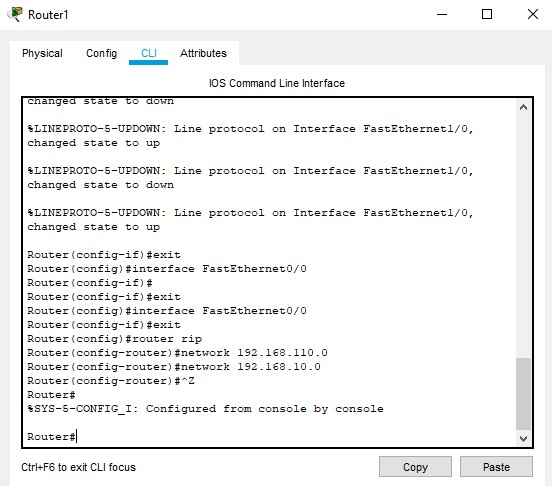 Router1
Physical Config CLI Attributes
IOS Command Line Interface
changed state to down
%LINEPROTO-5-UPDOWN: Line protocol on Interface FastEthernet1/0,
changed state to up
%LINEPROTO-5-UPDOWN: Line protocol on Interface FastEthernet1/0,
changed state to down
%LINEPROTO-5-UPDOWN: Line protocol on Interface FastEthernet1/0,
changed state to up
Router(config-if)#exit
Router(config)#interface FastEthernet0/0
Router(config-if)#
Router(config-if)#exit
Router(config)#interface FastEthernet0/0
Router(config-if)#exit
Router(config)#router rip
Router(config-router)#network 192.168.110.0
Router(config-router)#network 192.168.10.0
Router(config-router)#^Z
Router#
%SYS-5-CONFIG_I: Configured from console by console
Router#
Ctrl+F6 to exit CLI focus
Copy Paste